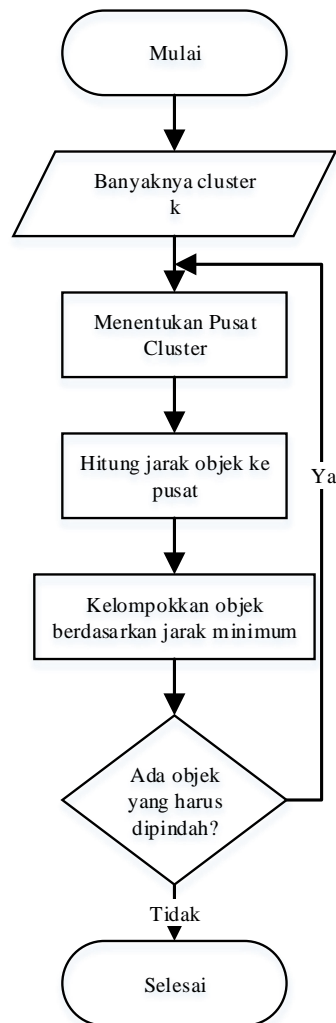 Mulai
Banyaknya cluster
k
Menentukan Pusat
Cluster
Hitung jarak objek ke
pusat
Ya
Kelompokkan objek
berdasarkan jarak minimum
Ada objek
yang harus
dipindah?
Tidak
Selesai